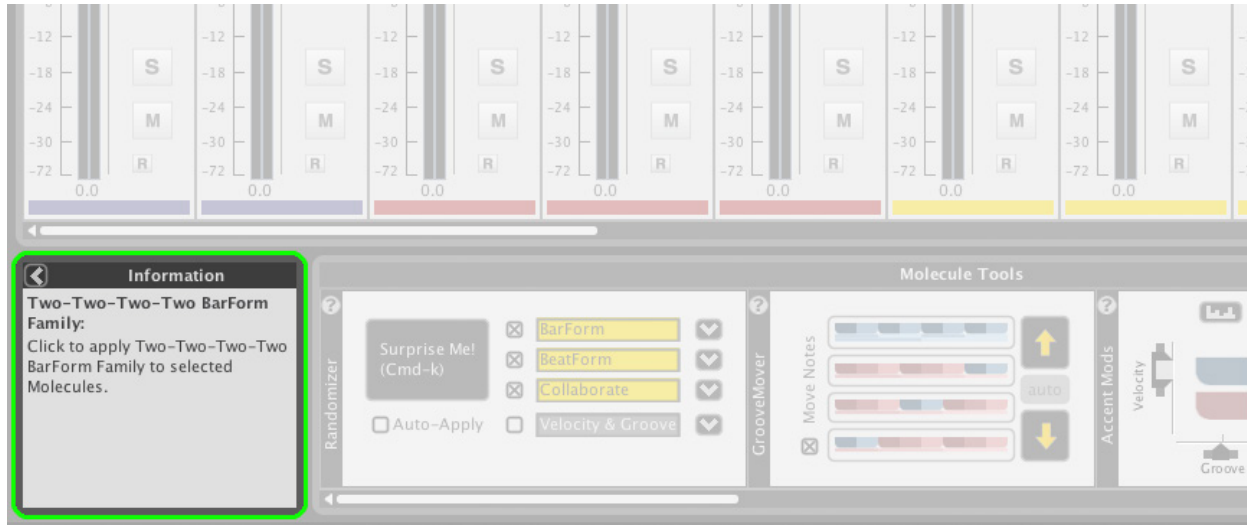 -12 -12 -12 -12 -12 -12 -12
S S S S S S S
-18 -18 -18 -18 -18 -18 -18
-24 -24 -24 -24 -24 -24 -24
M M M M M M M
-30 -30 -30 -30 -30 -30 -30
R R R R R R R
-72 -72 -72 -72 -72 -72 -72
0.0 0.0 0.0 0.0 0.0 0.0 0.0
Information
Two-Two-Two-Two BarForm
Family:
Click to apply Two-Two-Two-Two
BarForm Family to selected
Molecules.
Molecule Tools
?
Randomizer
Surprise Me!
(Cmd-k)
Auto-Apply
BarForm
BeatForm
Collaborate
Velocity & Groove
?
GrooveMover
Move Notes
auto
?
Accent Mods
Velocity
Groove